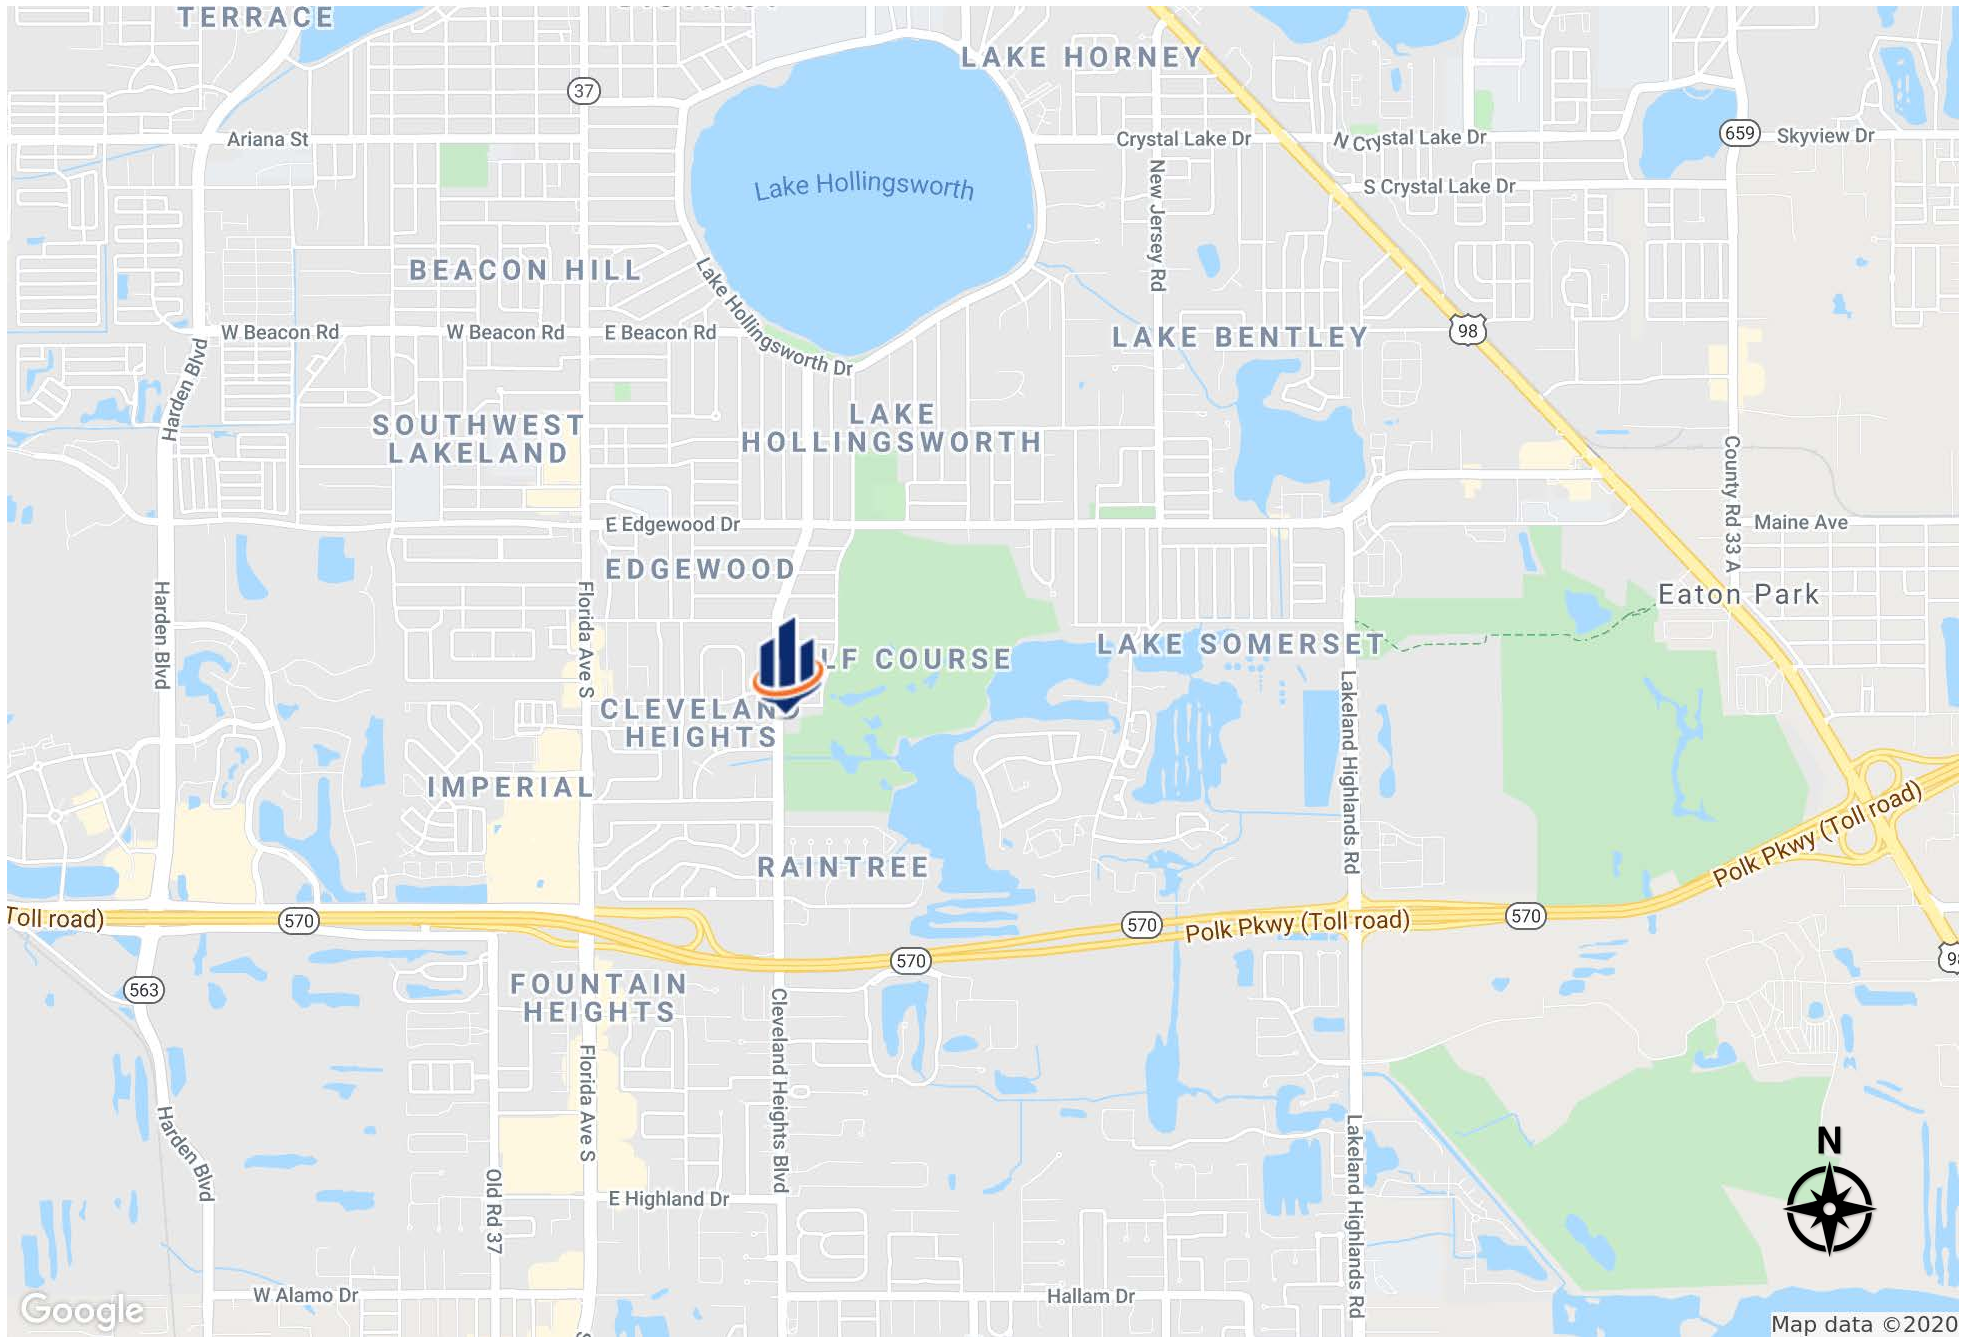 TERRACE
LAKE HORNEY
37
Ariana St
Crystal Lake Dr
N Crystal Lake Dr
659
Skyview Dr
S Crystal Lake Dr
Lake Hollingsworth
New Jersey Rd
BEACON HILL
W Beacon Rd
W Beacon Rd
E Beacon Rd
Lake Hollingsworth Dr
LAKE BENTLEY
98
Harden Blvd
SOUTHWEST
LAKELAND
LAKE
HOLLINGSWORTH
County Rd 33 A
E Edgewood Dr
Maine Ave
EDGEWOOD
Eaton Park
Harden Blvd
Florida Ave S
LF COURSE
LAKE SOMERSET
CLEVELAND
HEIGHTS
Lakeland Highlands Rd
IMPERIAL
RAINTREE
Polk Pkwy (Toll road)
Toll road)
570
570
570
Polk Pkwy (Toll road)
570
98
563
FOUNTAIN
HEIGHTS
Cleveland Heights Blvd
Florida Ave S
Harden Blvd
Old Rd 37
Lakeland Highlands Rd
N
E Highland Dr
W Alamo Dr
Hallam Dr
Google
Map data ©2020